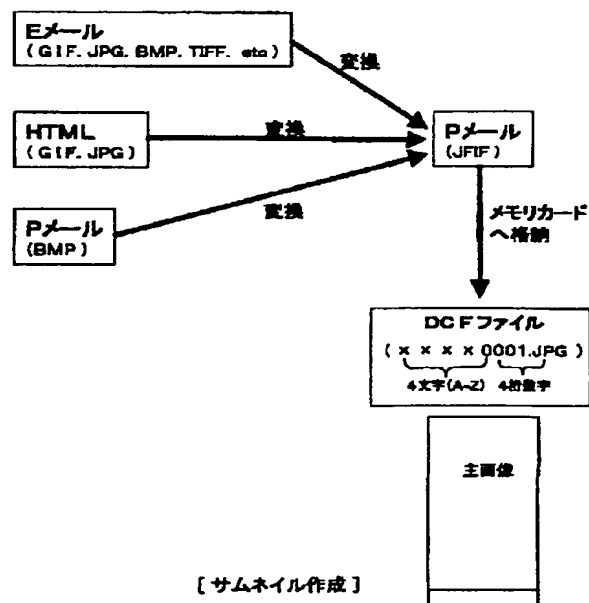 Eメール
(GIF. JPG. BMP. TIFF. etc)
変換
HTML
(GIF. JPG)
変換
Pメール
(JFIF)
Pメール
(BMP)
変換
メモリカード
へ格納
DCFファイル
(××××0001.JPG)
4文字(A~Z) 4桁数字
主画像
[サムネイル作成]